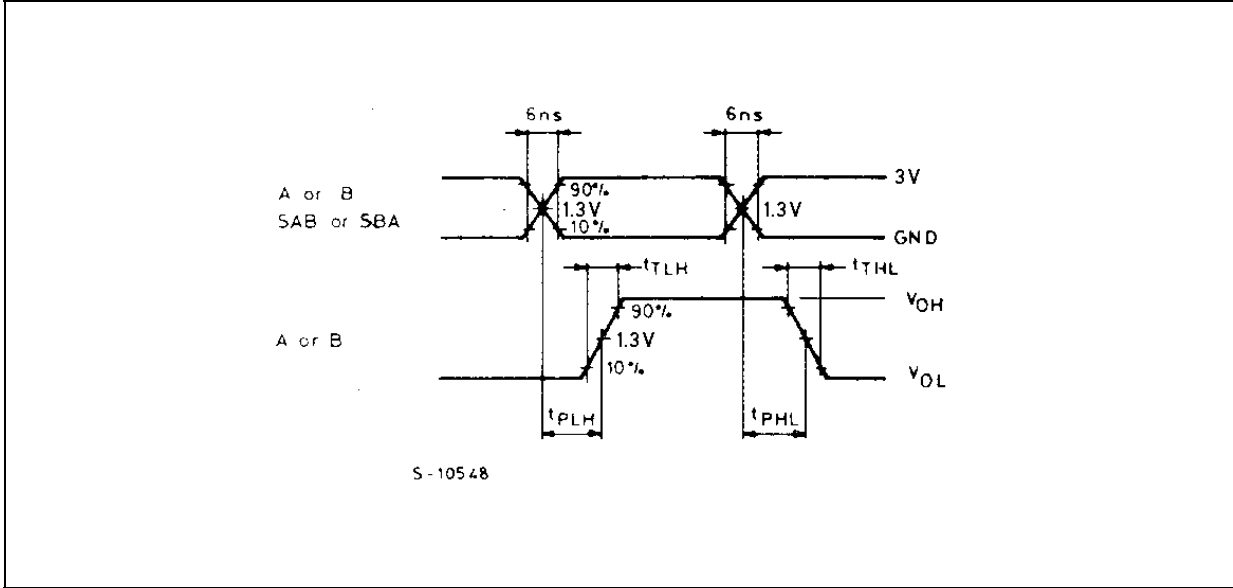 6ns 6ns
A or B
SAB or SBA
90% 3V
1.3V 1.3V
10% GND
tTLH tTHL
VOH
90%
A or B 1.3V
10% VOL
tPLH tPHL
S-10548